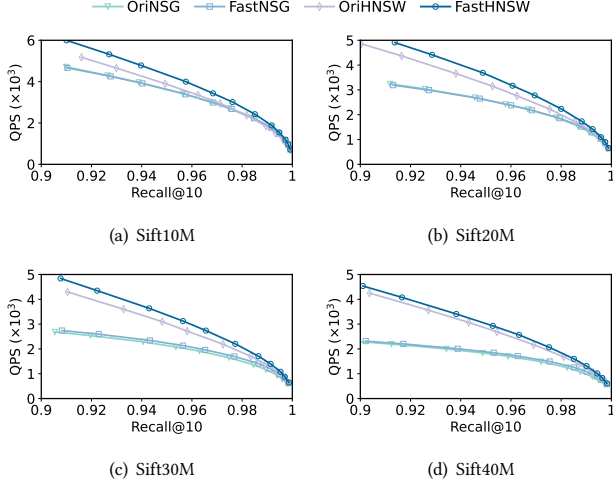 OriNSG FastNSG OriHNSW FastHNSW
6
4
2
0
QPS (×10³)
0.9 0.92 0.94 0.96 0.98 1
Recall@10
(a) Sift10M
5
4
3
2
1
0
QPS (×10³)
0.9 0.92 0.94 0.96 0.98 1
Recall@10
(b) Sift20M
5
4
3
2
1
0
QPS (×10³)
0.9 0.92 0.94 0.96 0.98 1
Recall@10
(c) Sift30M
5
4
3
2
1
0
QPS (×10³)
0.9 0.92 0.94 0.96 0.98 1
Recall@10
(d) Sift40M